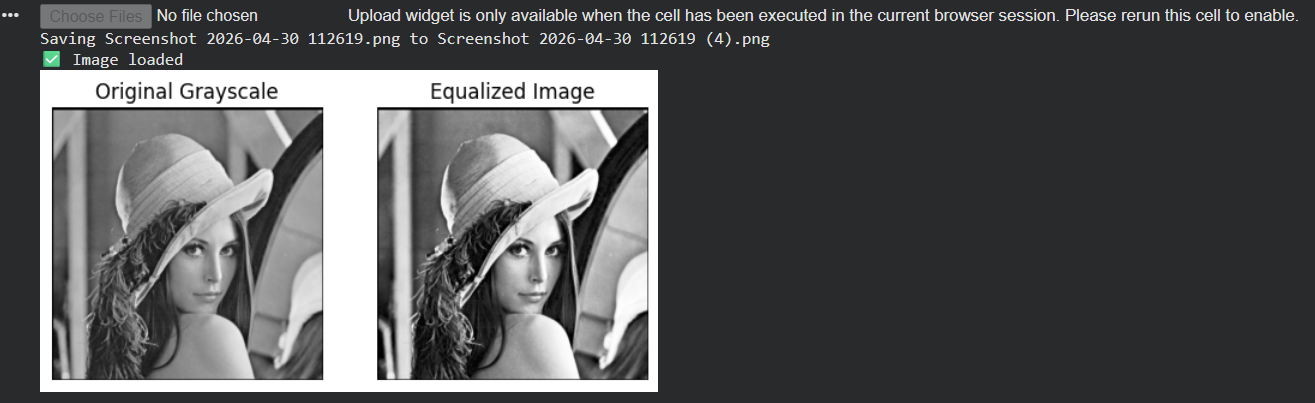 ••• Choose Files No file chosen Upload widget is only available when the cell has been executed in the current browser session. Please rerun this cell to enable.
Saving Screenshot 2026-04-30 112619.png to Screenshot 2026-04-30 112619 (4).png
✅ Image loaded
Original Grayscale Equalized Image